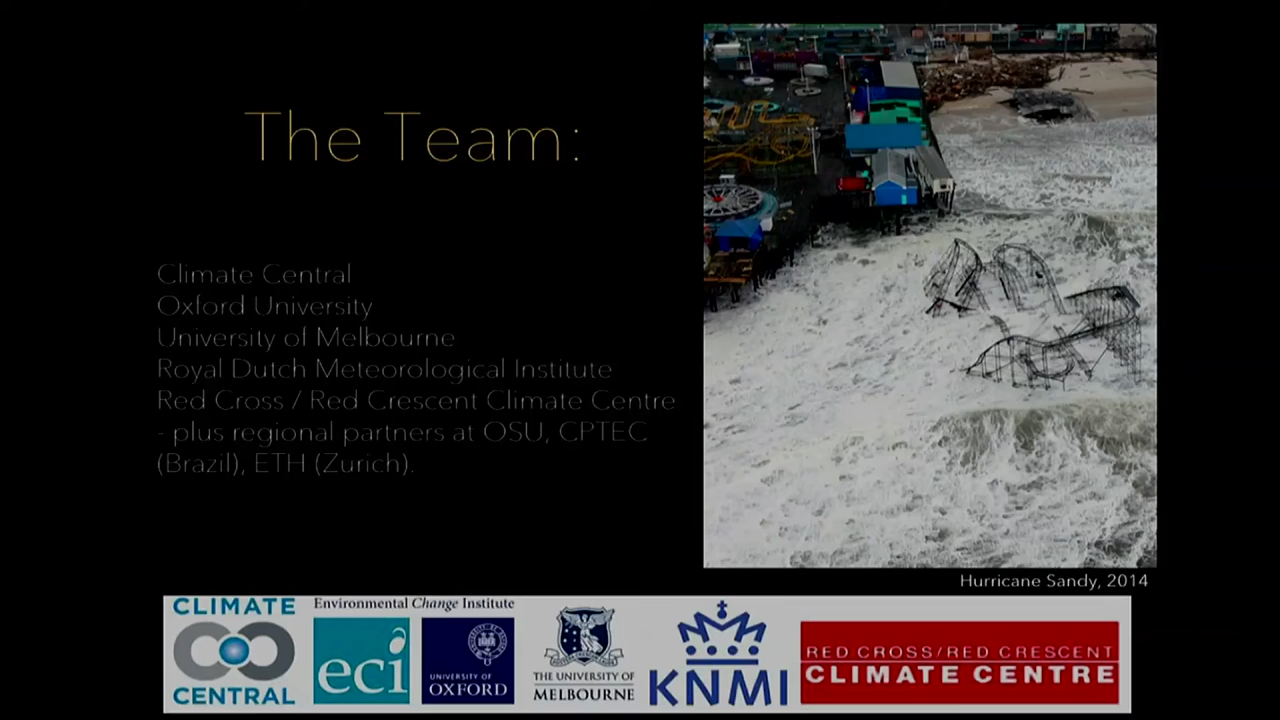 The Team:
Climate Central
Oxford University
University of Melbourne
Royal Dutch Meteorological Institute
Red Cross / Red Crescent Climate Centre
- plus regional partners at OSU, CPTEC
(Brazil), ETH (Zurich).
Hurricane Sandy, 2014
CLIMATE
CENTRAL
Environmental Change Institute
eci
UNIVERSITY OF
OXFORD
THE UNIVERSITY OF
MELBOURNE
KNMI
RED CROSS/RED CRESCENT
CLIMATE CENTRE